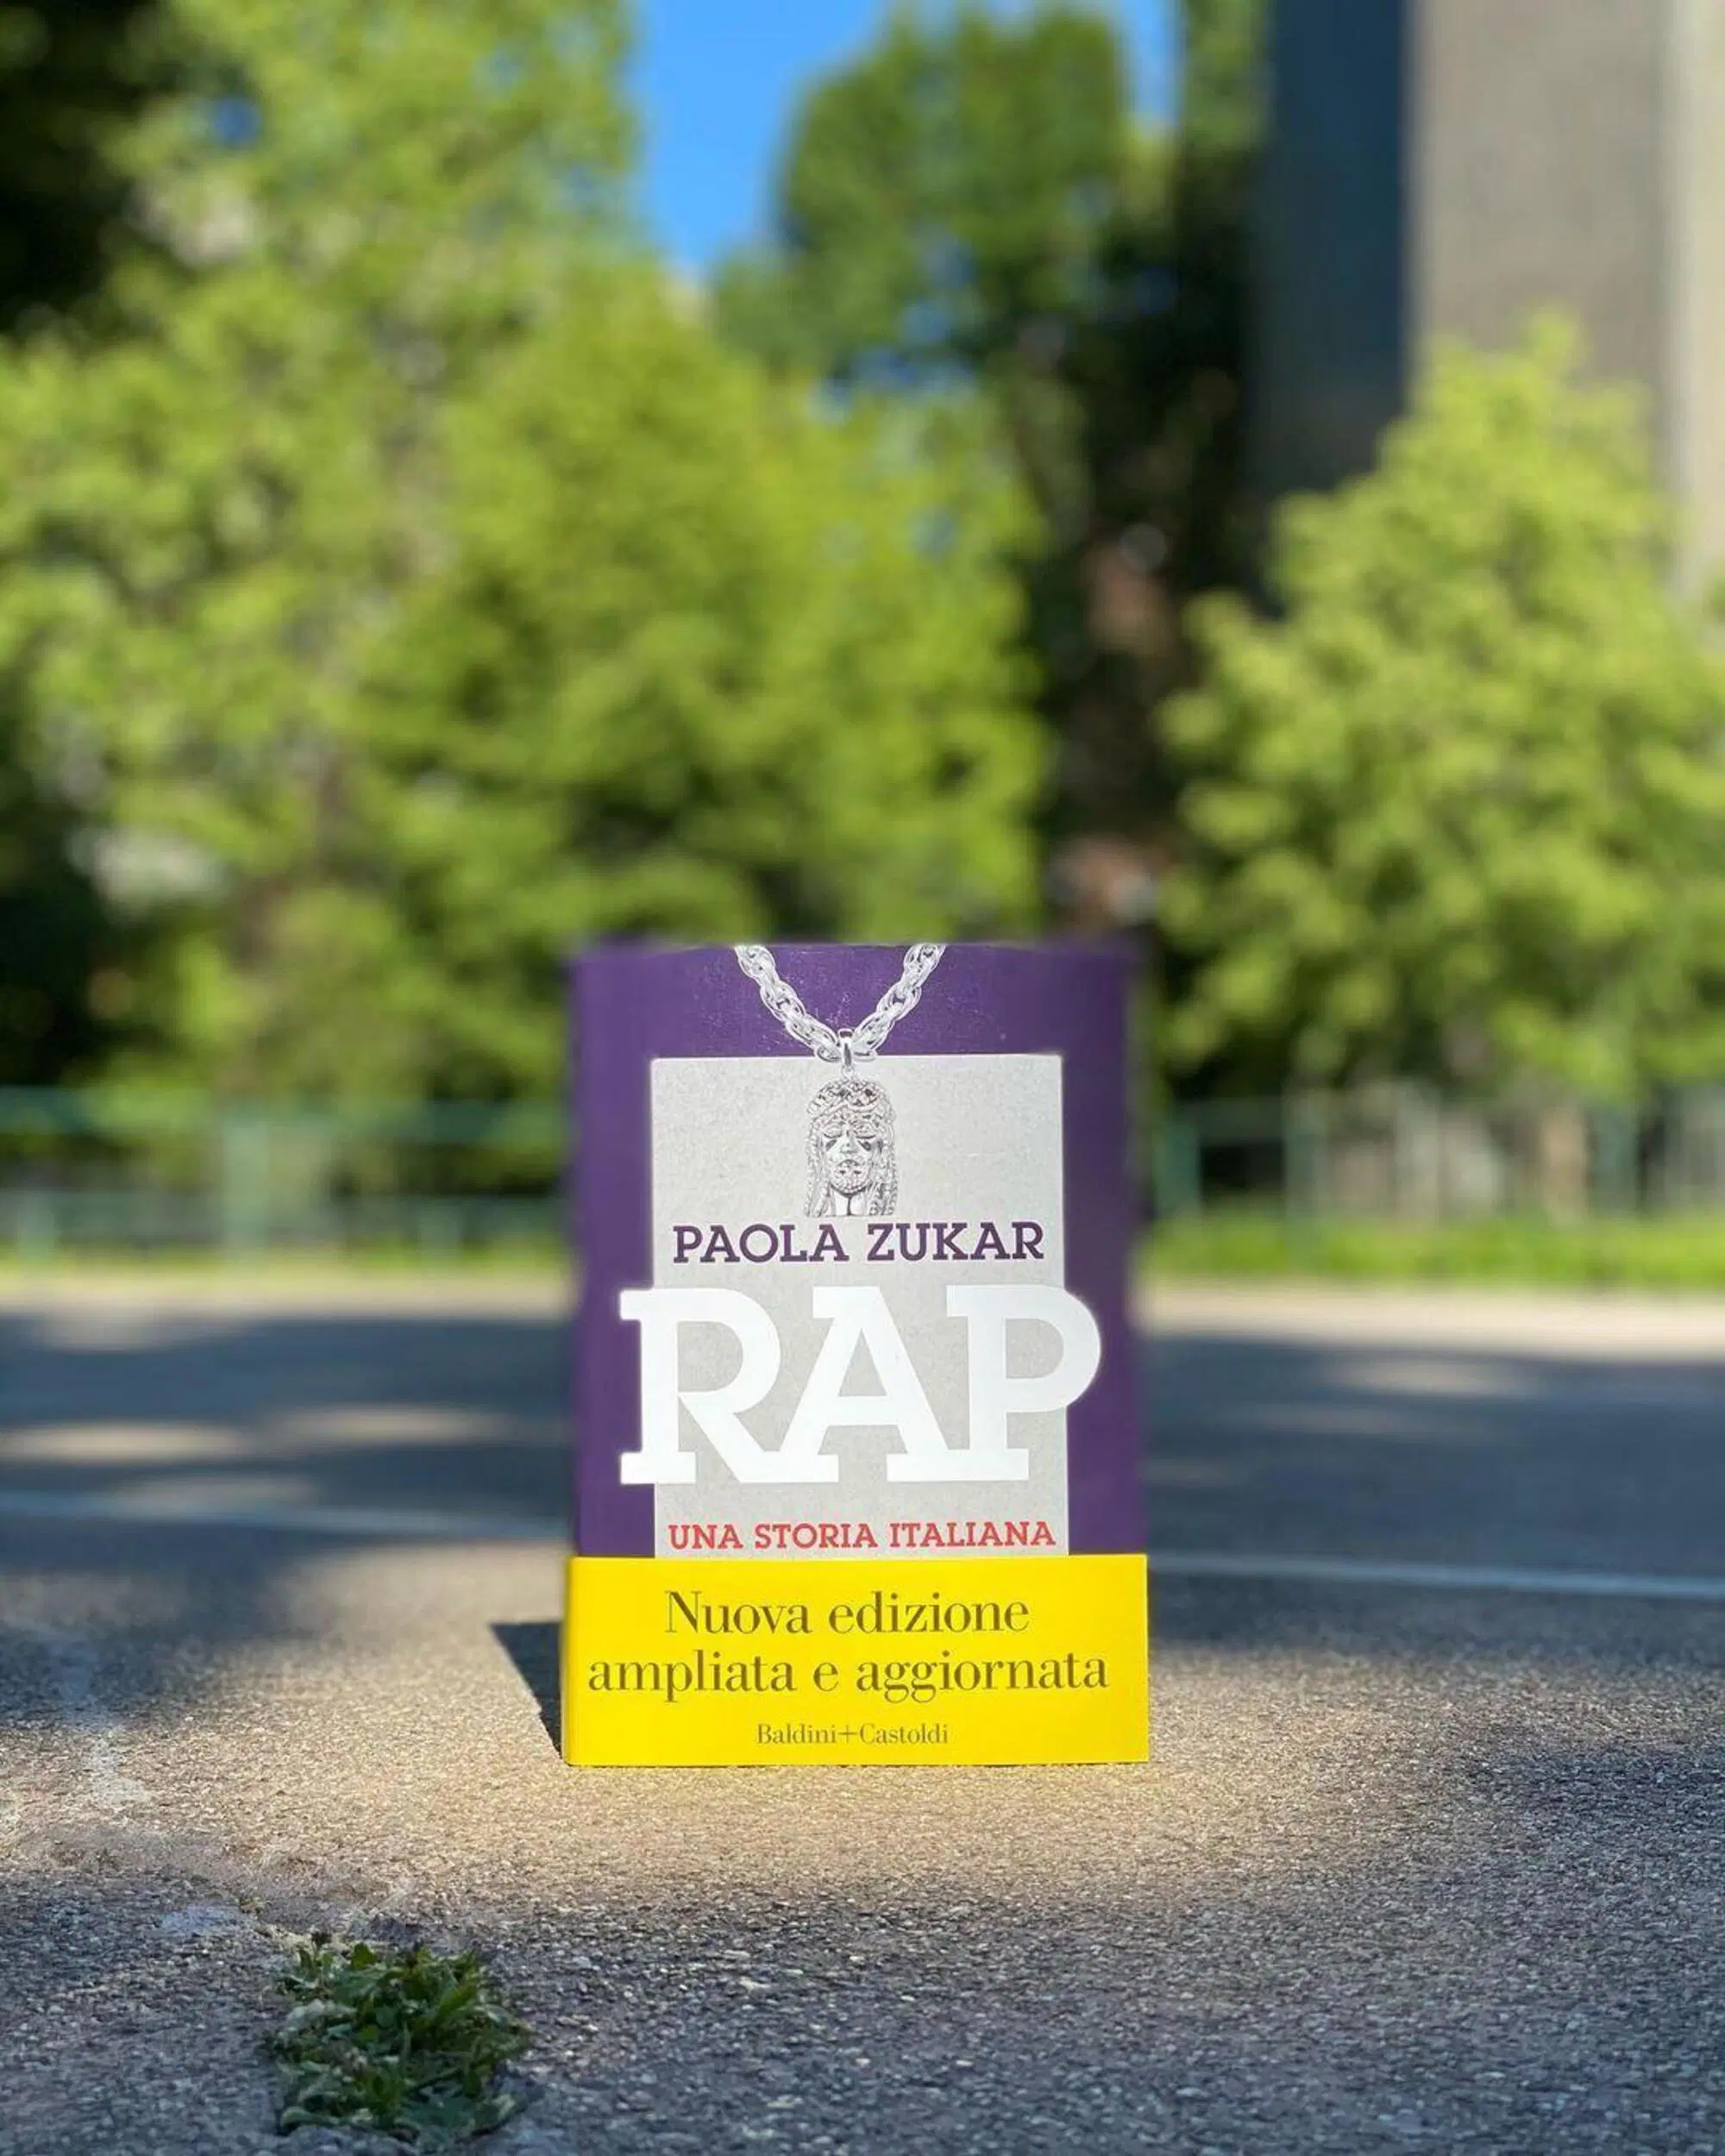 PAOLA ZUKAR
RAP
UNA STORIA ITALIANA
Nuova edizione
ampliata e aggiornata
Baldini+Castoldi